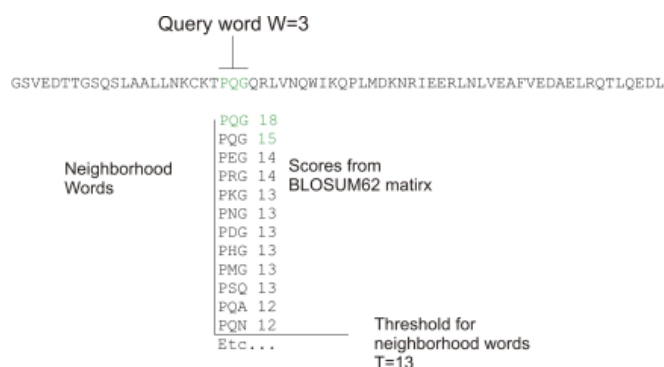 Query word W=3
GSVEDTTGSQSLAALLNKCKTPQGQRLVNQWIKQPLMDKNRIEERLNLVEAFVEDAELRQTLQEDL
PQG 18
PQG 15
PEG 14
PRG 14
PKG 13
PNG 13
PDG 13
PHG 13
PMG 13
PSQ 13
PQA 12
PQN 12
Etc...
Neighborhood
Words
Scores from
BLOSUM62 matirx
Threshold for
neighborhood words
T=13